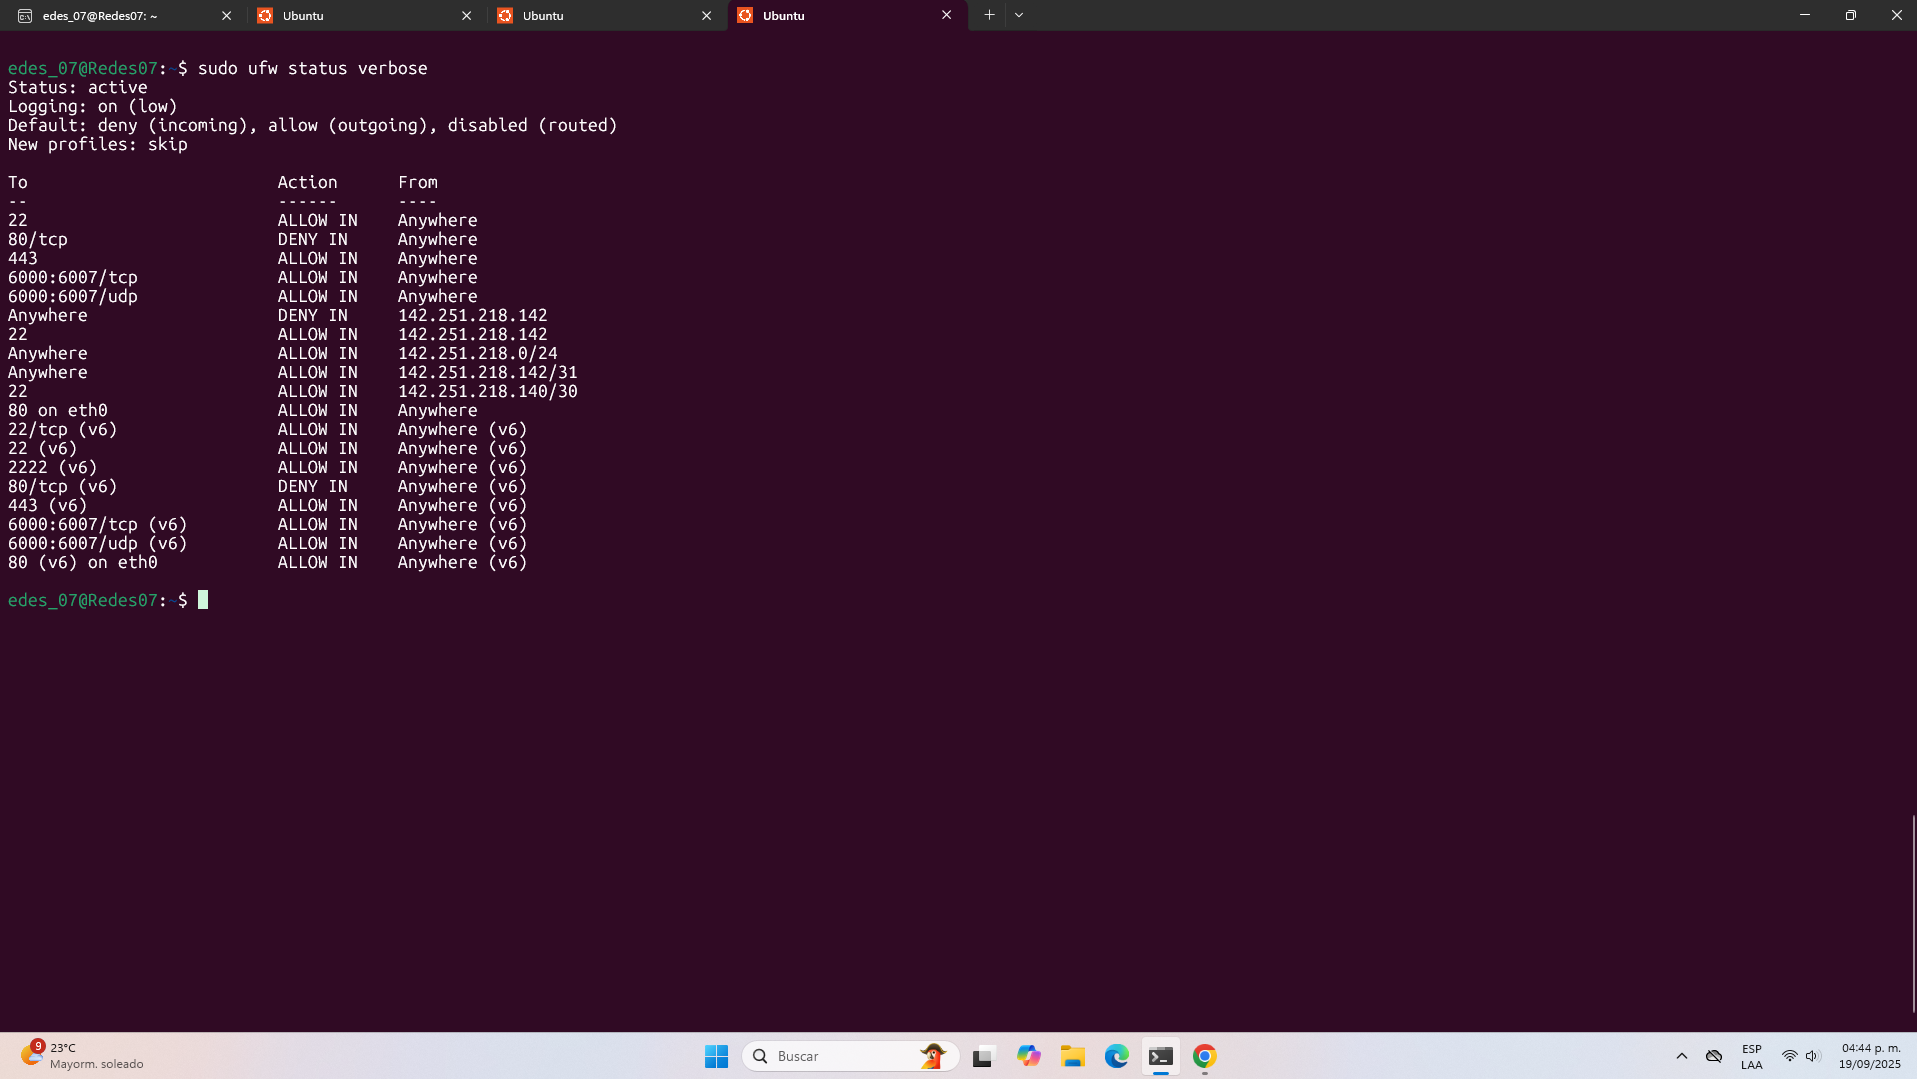 edes_07@Redes07: ~
Ubuntu
Ubuntu
Ubuntu
edes_07@Redes07:~$ sudo ufw status verbose
Status: active
Logging: on (low)
Default: deny (incoming), allow (outgoing), disabled (routed)
New profiles: skip
To                         Action      From
--                         ------      ----
22                         ALLOW IN    Anywhere
80/tcp                     DENY IN     Anywhere
443                        ALLOW IN    Anywhere
6000:6007/tcp              ALLOW IN    Anywhere
6000:6007/udp              ALLOW IN    Anywhere
Anywhere                   DENY IN     142.251.218.142
22                         ALLOW IN    142.251.218.142
Anywhere                   ALLOW IN    142.251.218.0/24
Anywhere                   ALLOW IN    142.251.218.142/31
22                         ALLOW IN    142.251.218.140/30
80 on eth0                 ALLOW IN    Anywhere
22/tcp (v6)                ALLOW IN    Anywhere (v6)
22 (v6)                    ALLOW IN    Anywhere (v6)
2222 (v6)                  ALLOW IN    Anywhere (v6)
80/tcp (v6)                DENY IN     Anywhere (v6)
443 (v6)                   ALLOW IN    Anywhere (v6)
6000:6007/tcp (v6)         ALLOW IN    Anywhere (v6)
6000:6007/udp (v6)         ALLOW IN    Anywhere (v6)
80 (v6) on eth0            ALLOW IN    Anywhere (v6)
edes_07@Redes07:~$
9
23°C
Mayorm. soleado
Buscar
ESP
LAA
04:44 p. m.
19/09/2025